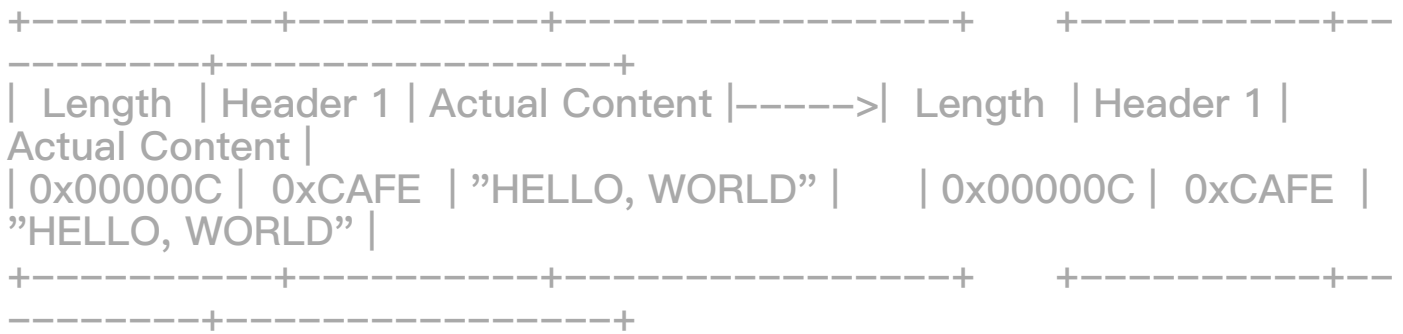 +----------+----------+----------------+    +----------+--
--------+----------------+
|  Length  | Header 1 | Actual Content |----->|  Length  | Header 1 |
Actual Content |
| 0x00000C |  0xCAFE  | ”HELLO, WORLD” |      | 0x00000C |  0xCAFE  |
”HELLO, WORLD” |
+----------+----------+----------------+    +----------+--
--------+----------------+